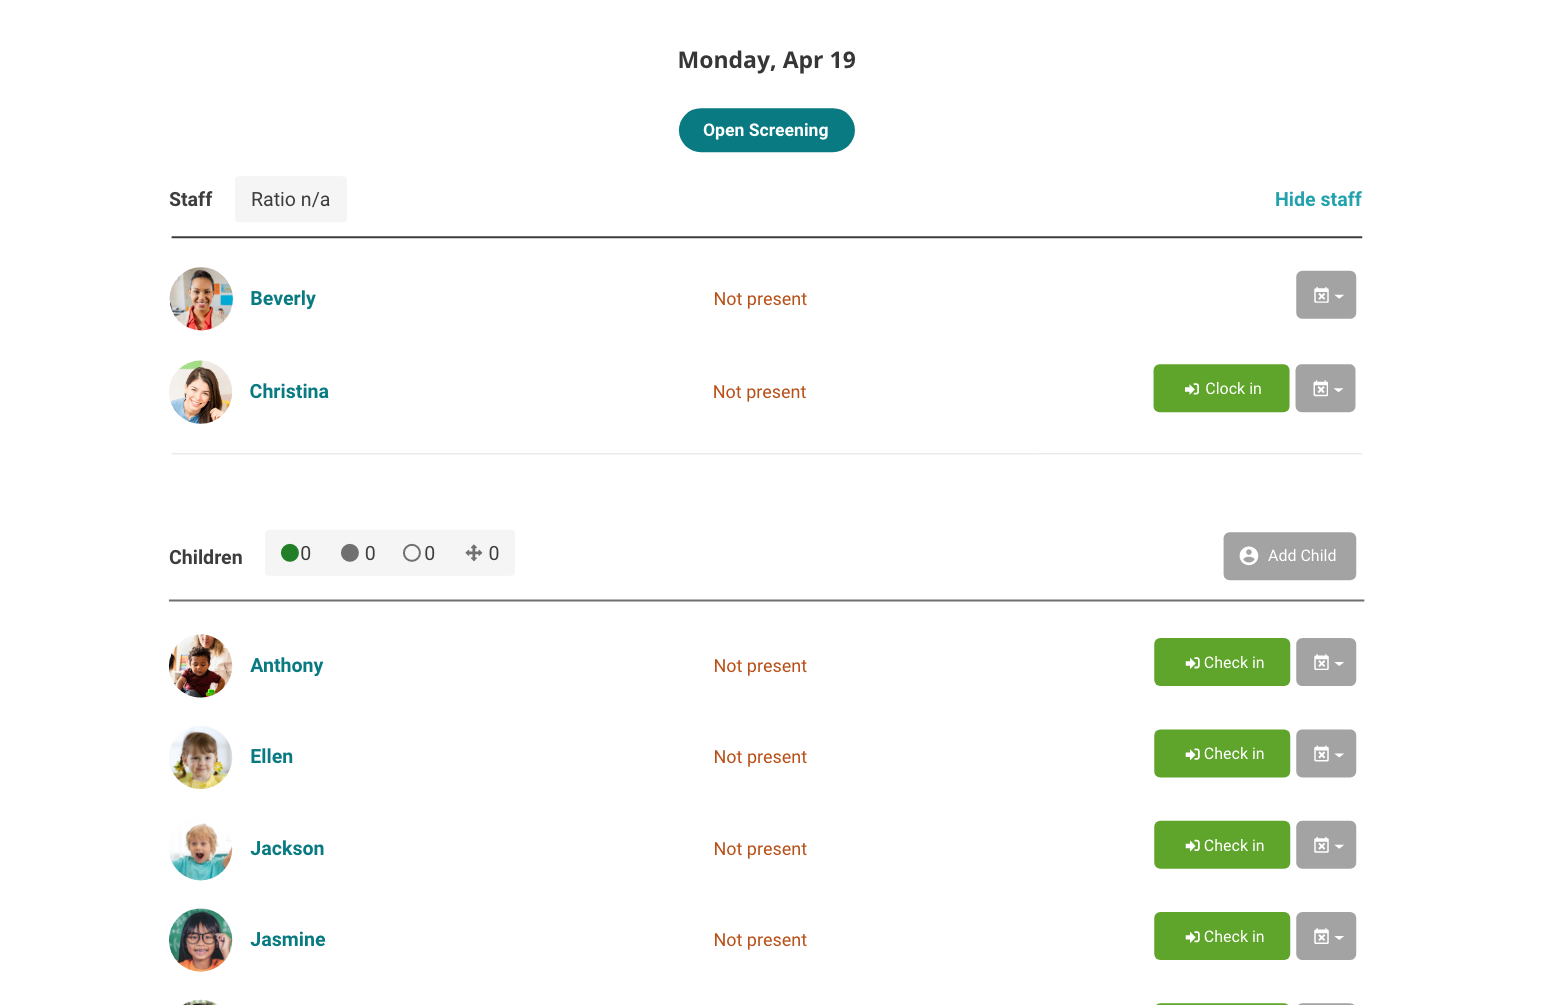 Monday, Apr 19
Open Screening
Staff Ratio n/a Hide staff
Beverly Not present
Christina Not present Clock in
Children 0 0 0 0 Add Child
Anthony Not present Check in
Ellen Not present Check in
Jackson Not present Check in
Jasmine Not present Check in